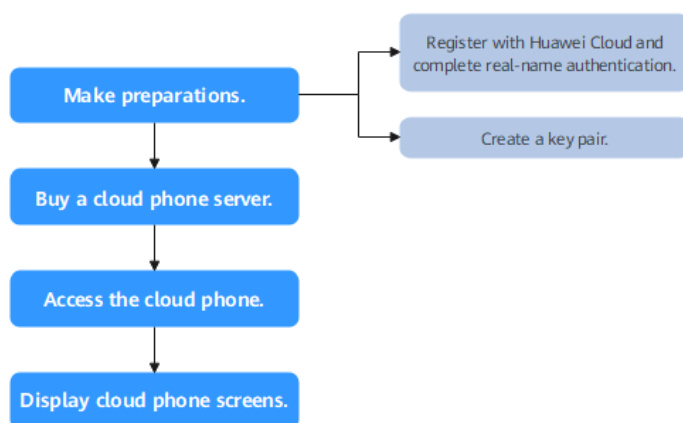 Register with Huawei Cloud and
complete real-name authentication.
Make preparations.
Create a key pair.
Buy a cloud phone server.
Access the cloud phone.
Display cloud phone screens.